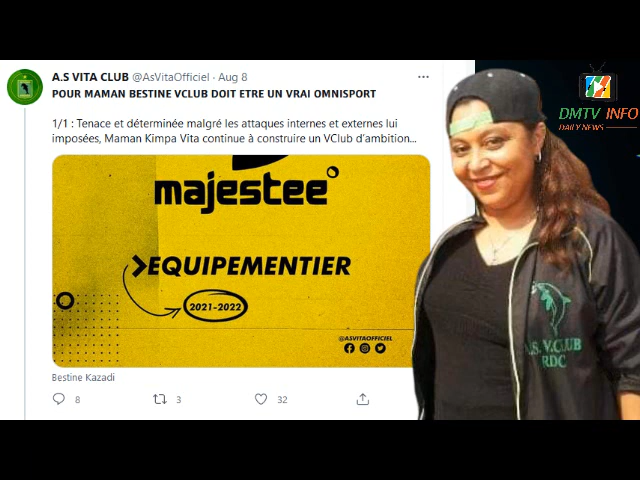 A.S VITA CLUB @AsVitaOfficiel · Aug 8
POUR MAMAN BESTINE VCLUB DOIT ETRE UN VRAI OMNISPORT
1/1 : Tenace et déterminée malgré les attaques internes et externes lui
imposées, Maman Kimpa Vita continue à construire un VClub d'ambition...
majestee
EQUIPEMENTIER
2021-2022
@ASVITAOFFICIEL
Bestine Kazadi
8 3 32
DMTV INFO
DAILY NEWS
A.S. V.CLUB
RDC